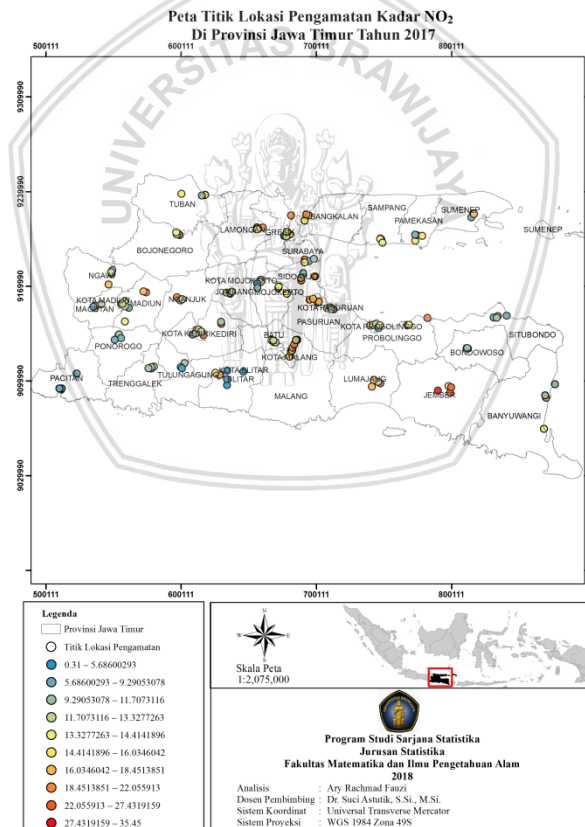 Peta Titik Lokasi Pengamatan Kadar NO2
Di Provinsi Jawa Timur Tahun 2017
500111 600111 700111 800111
9309990
9239990
9169990
9099990
9029990
UNIVERSITAS BRAWIJAY
TUBAN
LAMONGAN
GRESIK
BANGKALAN
SAMPANG
PAMEKASAN
SUMENEP
SUMENEP
BOJONEGORO
SURABAYA
NGAWI
KOTA MOJOKERTO
SIDOARJO
JOMBANG
MOJOKERTO
KOTA MADIUN
MADIUN
MAGETAN
NGANJUK
KOTA PASURUAN
PASURUAN
KOTA KEDIRI
KEDIRI
KOTA PROBOLINGGO
PROBOLINGGO
SITUBONDO
PONOROGO
BATU
KOTA MALANG
BONDOWOSO
PACITAN
TRENGGALEK
TULUNGAGUNG
KOTA BLITAR
BLITAR
MALANG
LUMAJANG
JEMBER
BANYUWANGI
500111 600111 700111 800111
Legenda
Provinsi Jawa Timur
Titik Lokasi Pengamatan
0.31 – 5.68600293
5.68600293 – 9.29053078
9.29053078 – 11.7073116
11.7073116 – 13.3277263
13.3277263 – 14.4141896
14.4141896 – 16.0346042
16.0346042 – 18.4513851
18.4513851 – 22.055913
22.055913 – 27.4319159
27.4319159 – 35.45
N
W E
S
Skala Peta
1:2,075,000
Program Studi Sarjana Statistika
Jurusan Statistika
Fakultas Matematika dan Ilmu Pengetahuan Alam
2018
Analisis : Ary Rachmad Fauzi
Dosen Pembimbing : Dr. Suci Astutik, S.Si., M.Si.
Sistem Koordinat : Universal Transverse Mercator
Sistem Proyeksi : WGS 1984 Zona 49S